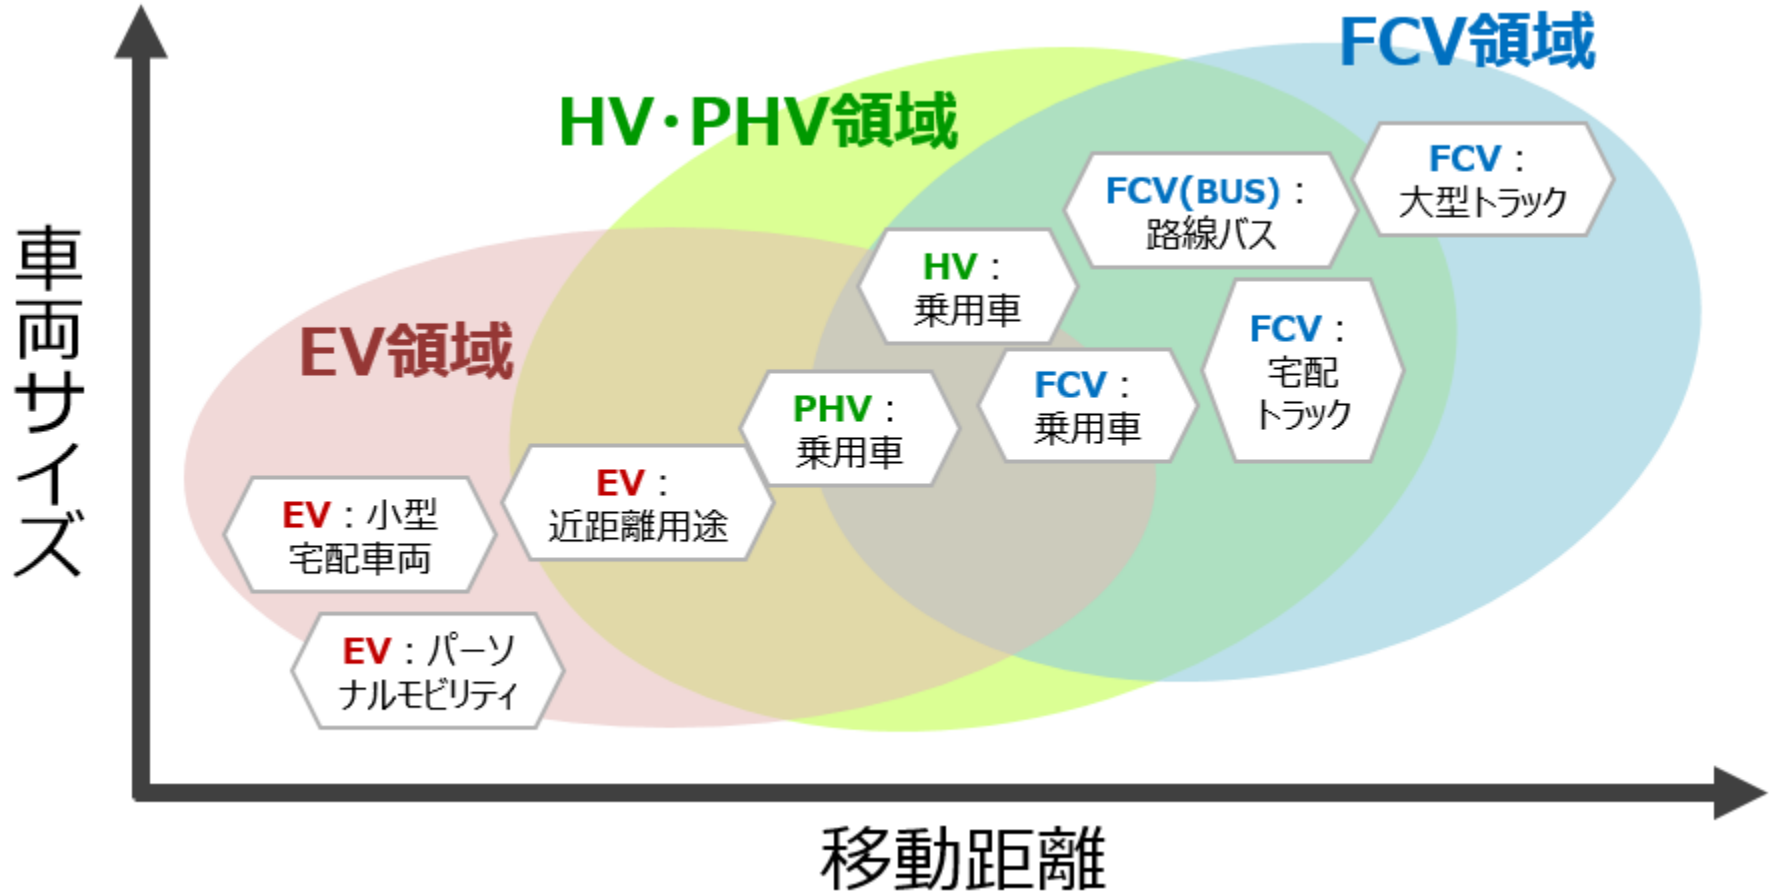 FCV領域
HV・PHV領域
EV領域
FCV：
大型トラック
FCV(BUS)：
路線バス
HV：
乗用車
FCV：
宅配
トラック
FCV：
乗用車
PHV：
乗用車
EV：
近距離用途
EV：小型
宅配車両
EV：パーソ
ナルモビリティ
車両サイズ
移動距離